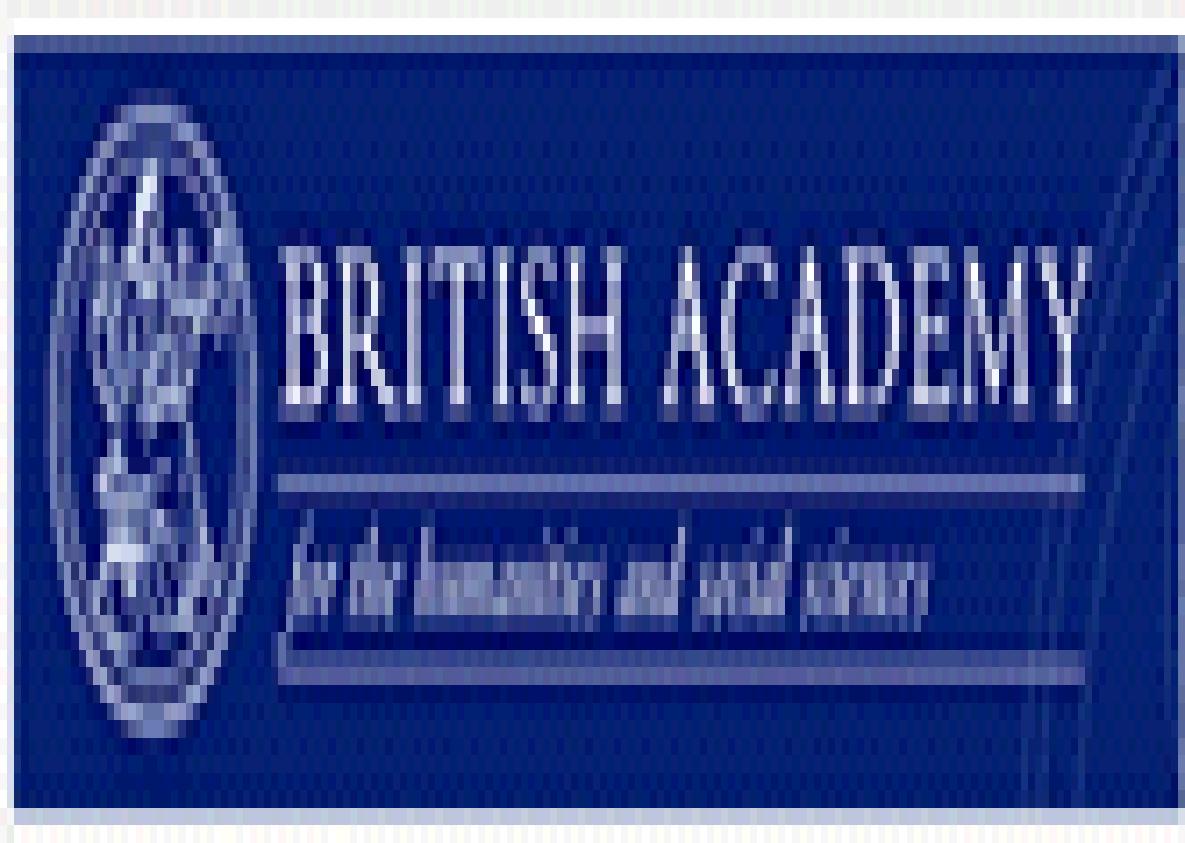 BRITISH ACADEMY
for the humanities and social sciences